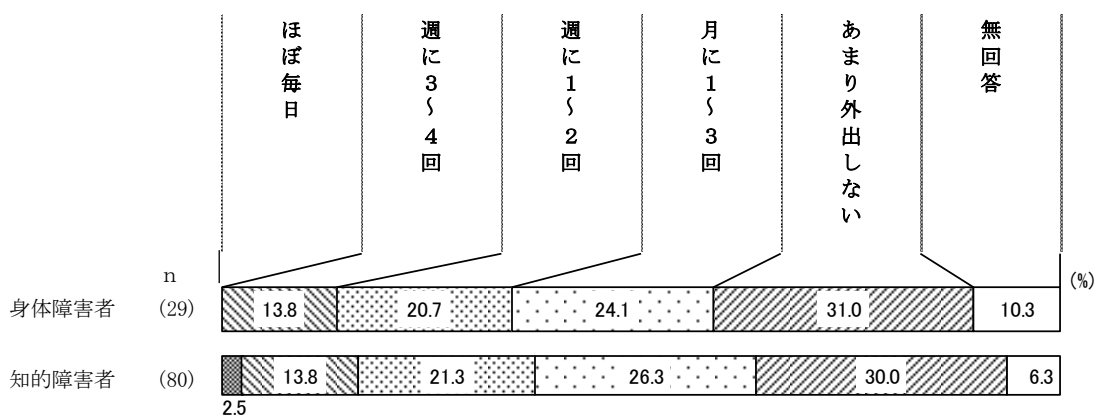 ほぼ毎日
週に３～４回
週に１～２回
月に１～３回
あまり外出しない
無回答
n
(%)
身体障害者 (29) 13.8 20.7 24.1 31.0 10.3
知的障害者 (80) 13.8 21.3 26.3 30.0 6.3
2.5